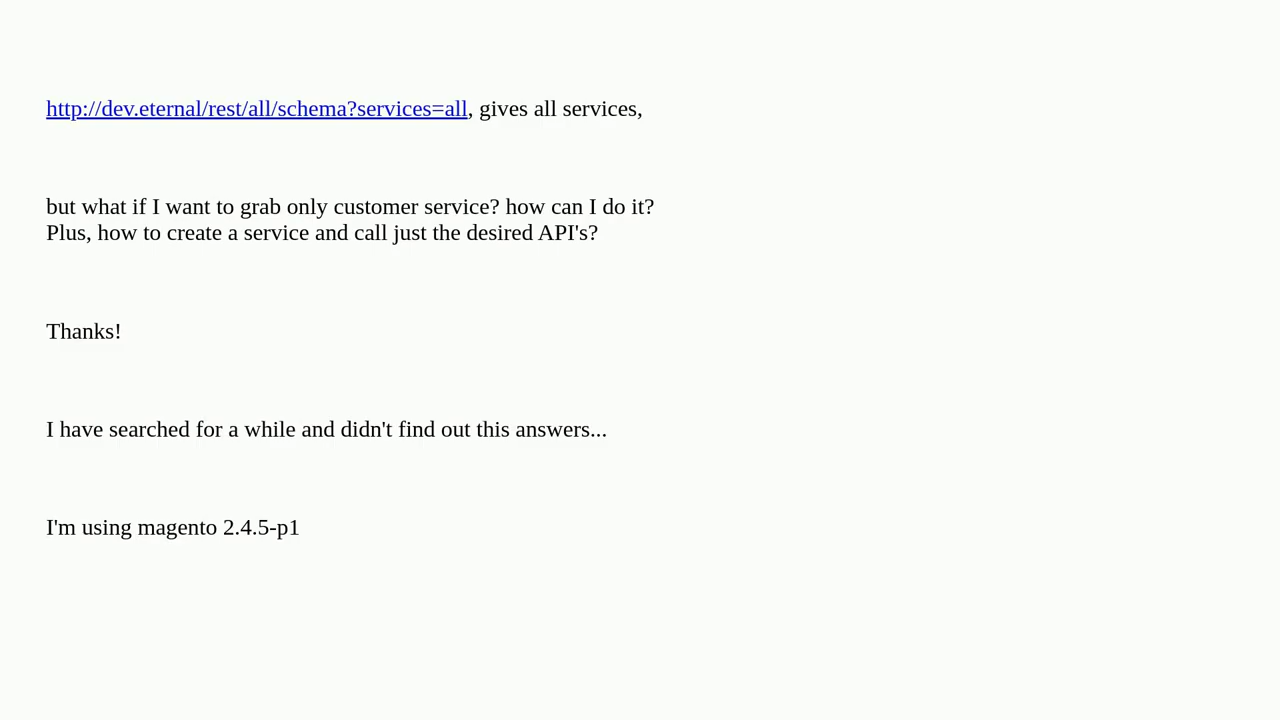 http://dev.eternal/rest/all/schema?services=all, gives all services,
but what if I want to grab only customer service? how can I do it?
Plus, how to create a service and call just the desired API's?
Thanks!
I have searched for a while and didn't find out this answers...
I'm using magento 2.4.5-p1